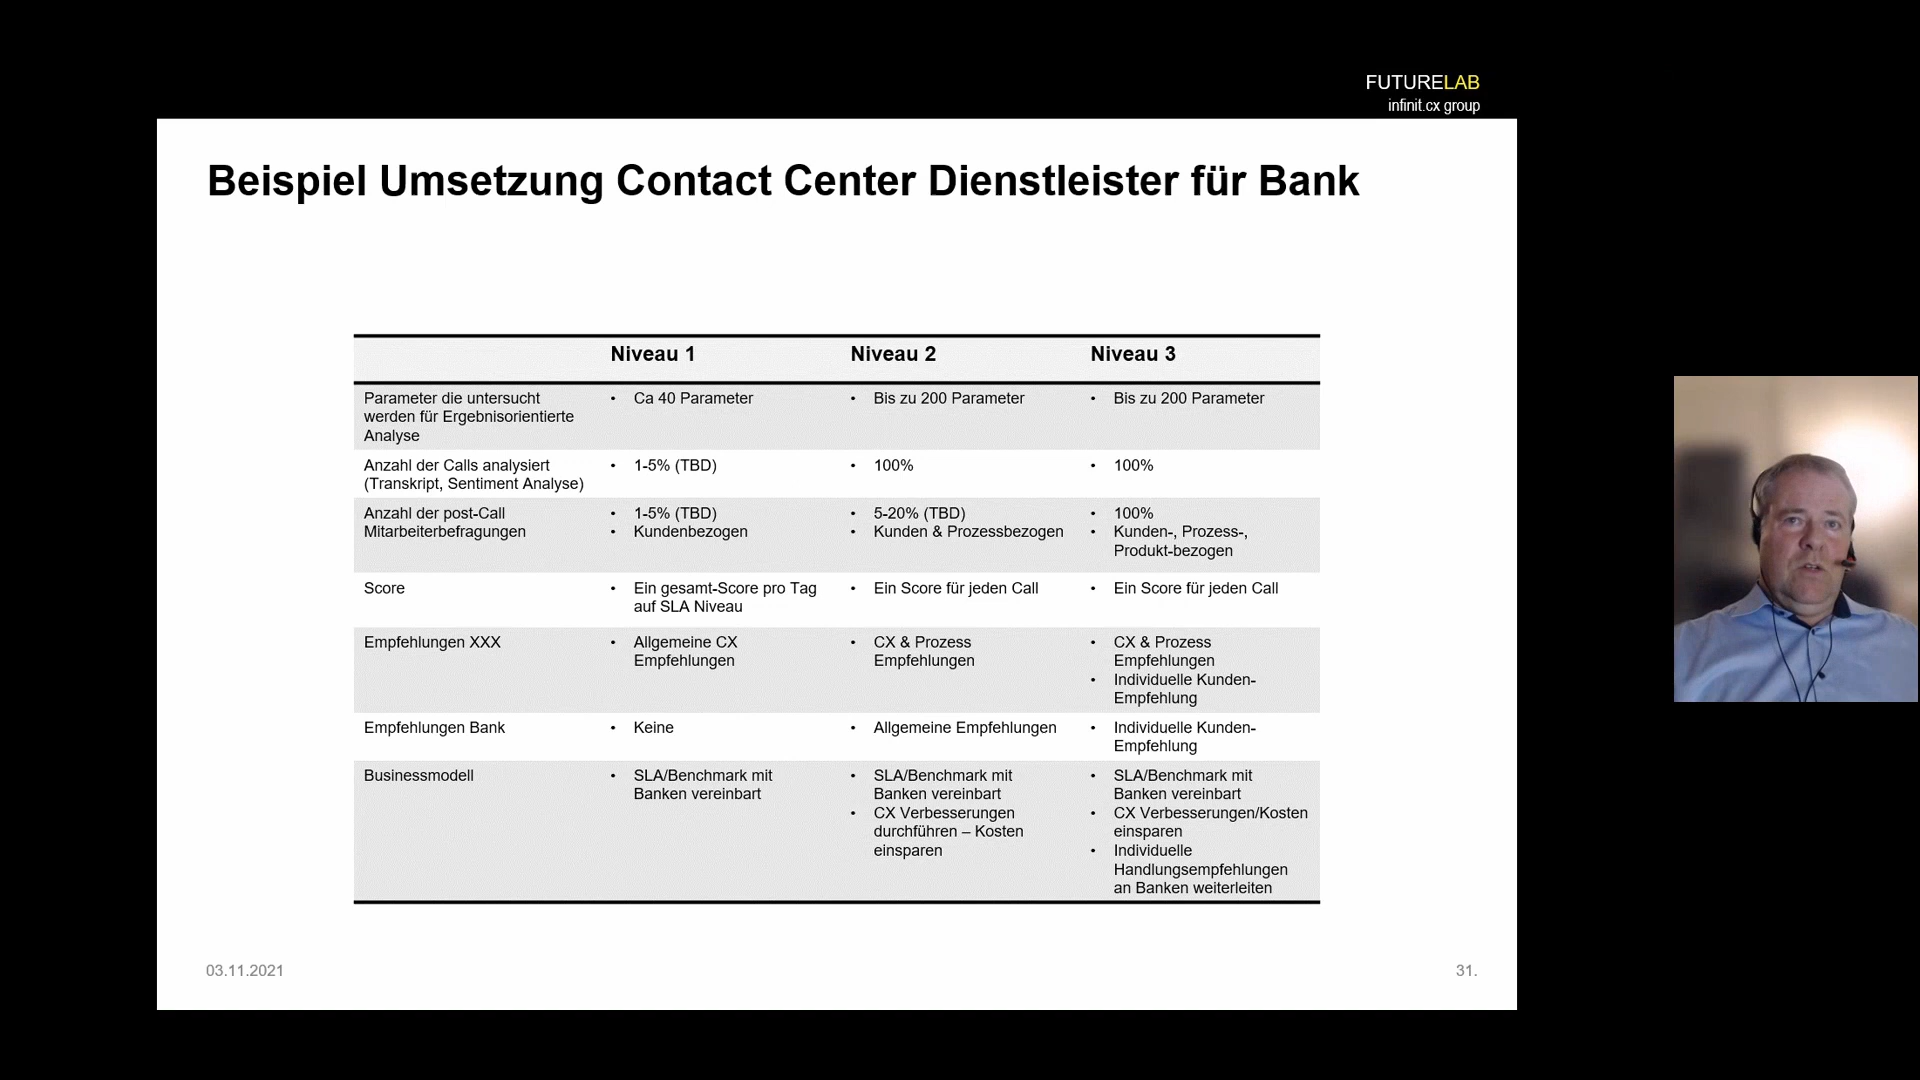 FUTURELAB
infinit.cx group
Beispiel Umsetzung Contact Center Dienstleister für Bank
Niveau 1 Niveau 2 Niveau 3
Parameter die untersucht
werden für Ergebnisorientierte
Analyse
• Ca 40 Parameter
• Bis zu 200 Parameter
• Bis zu 200 Parameter
Anzahl der Calls analysiert
(Transkript, Sentiment Analyse)
• 1-5% (TBD)
• 100%
• 100%
Anzahl der post-Call
Mitarbeiterbefragungen
• 1-5% (TBD)
• Kundenbezogen
• 5-20% (TBD)
• Kunden & Prozessbezogen
• 100%
• Kunden-, Prozess-,
Produkt-bezogen
Score
• Ein gesamt-Score pro Tag
auf SLA Niveau
• Ein Score für jeden Call
• Ein Score für jeden Call
Empfehlungen XXX
• Allgemeine CX
Empfehlungen
• CX & Prozess
Empfehlungen
• CX & Prozess
Empfehlungen
• Individuelle Kunden-
Empfehlung
Empfehlungen Bank
• Keine
• Allgemeine Empfehlungen
• Individuelle Kunden-
Empfehlung
Businessmodell
• SLA/Benchmark mit
Banken vereinbart
• SLA/Benchmark mit
Banken vereinbart
• CX Verbesserungen
durchführen – Kosten
einsparen
• SLA/Benchmark mit
Banken vereinbart
• CX Verbesserungen/Kosten
einsparen
• Individuelle
Handlungsempfehlungen
an Banken weiterleiten
03.11.2021
31.